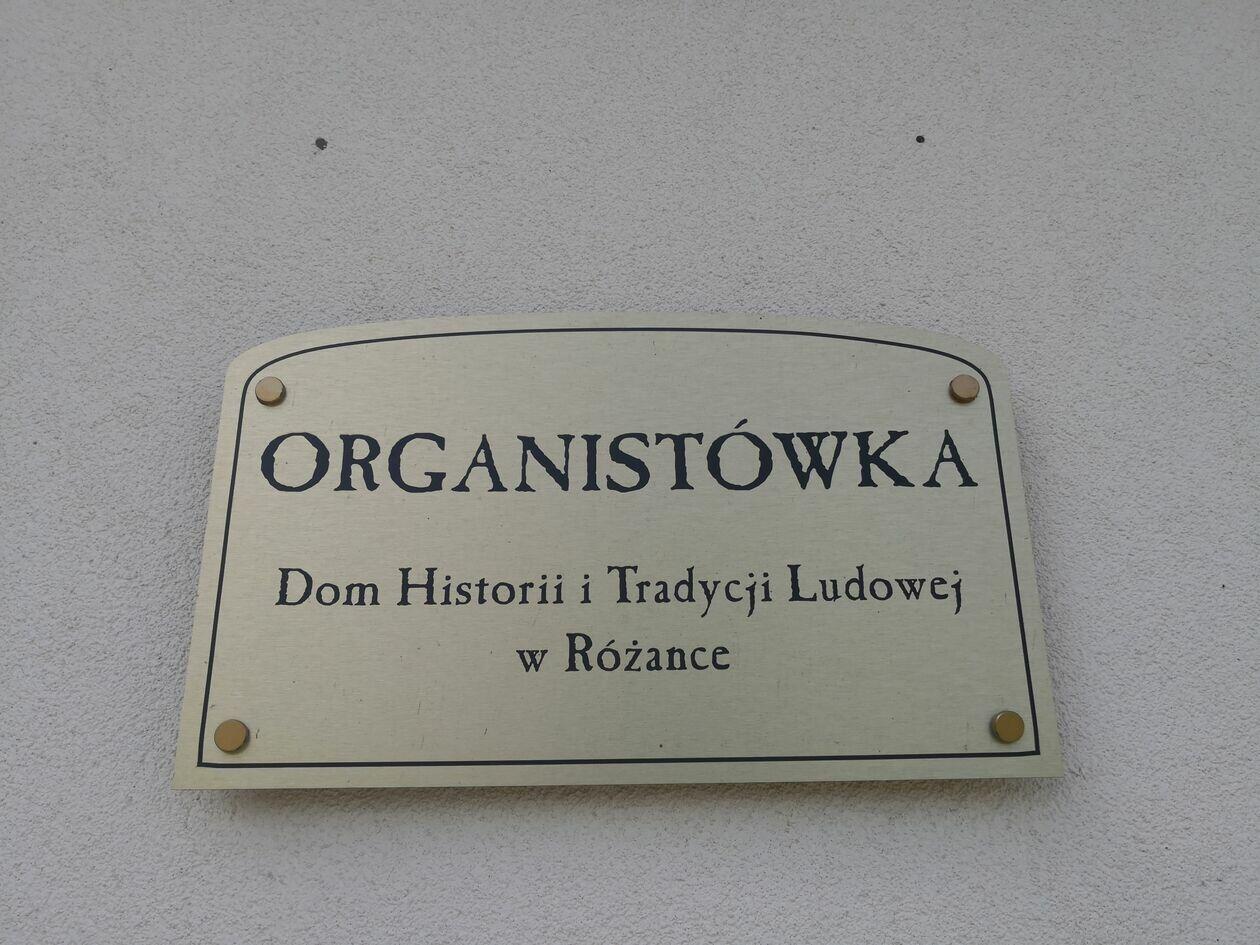 ORGANISTÓWKA
Dom Historii i Tradycji Ludowej
w Różance